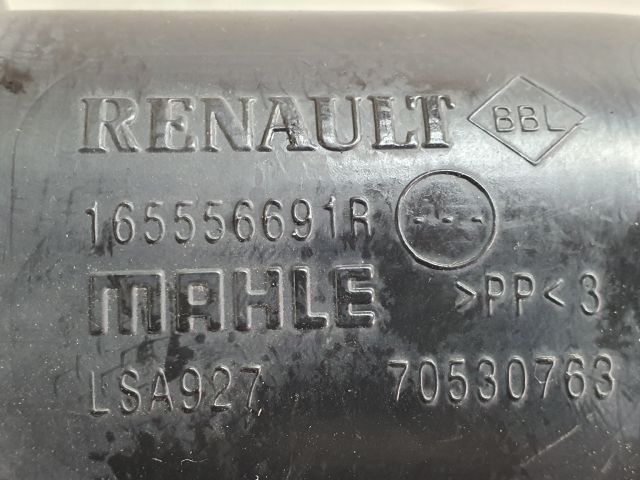 RENAULT BBL
165556691R ---
MAHLE >PP<3
LSA927 70530763